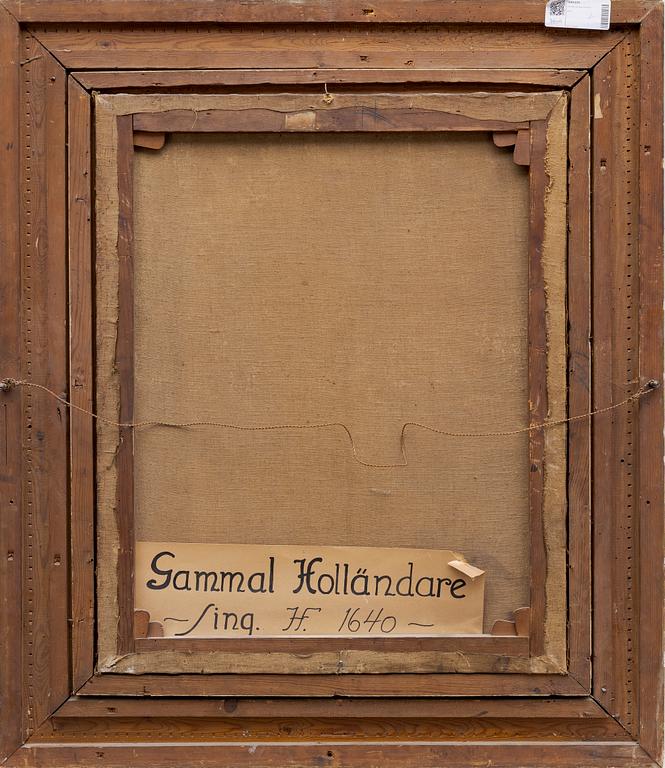 Gammal Holländare
~ Sing. H. 1640 ~